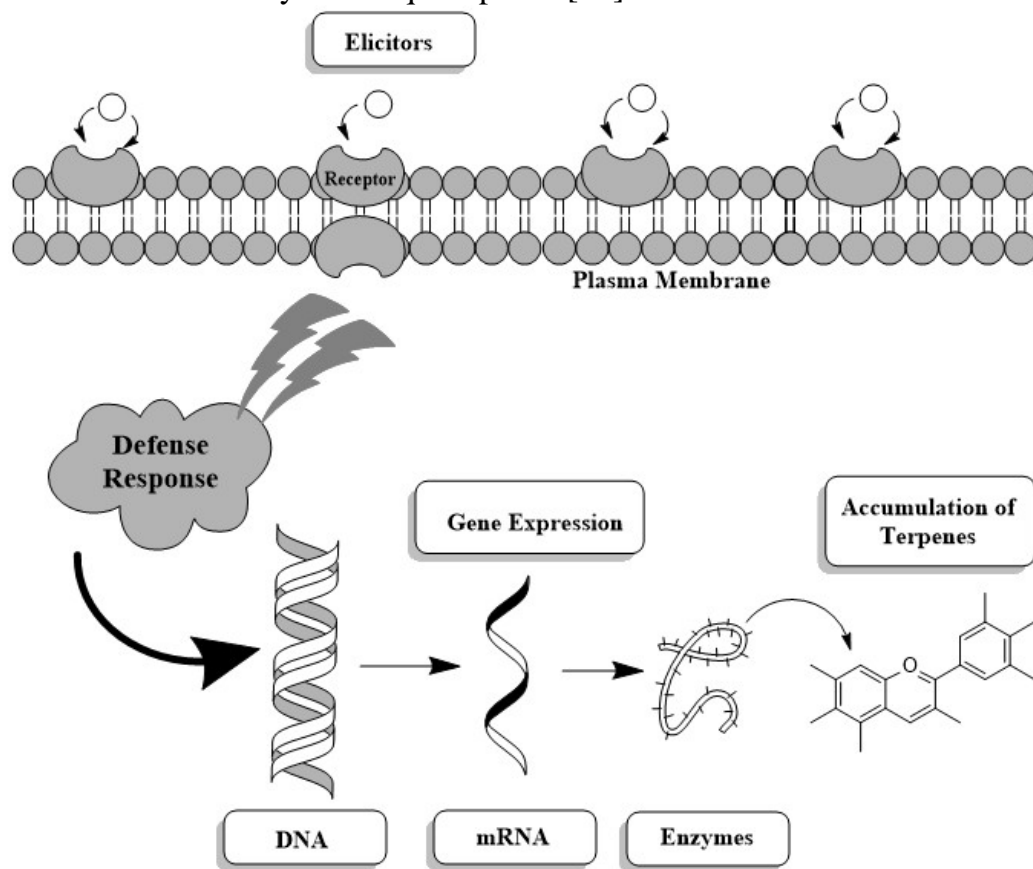 Elicitors
Receptor
Plasma Membrane
Defense
Response
Gene Expression
Accumulation of
Terpenes
O
DNA
mRNA
Enzymes